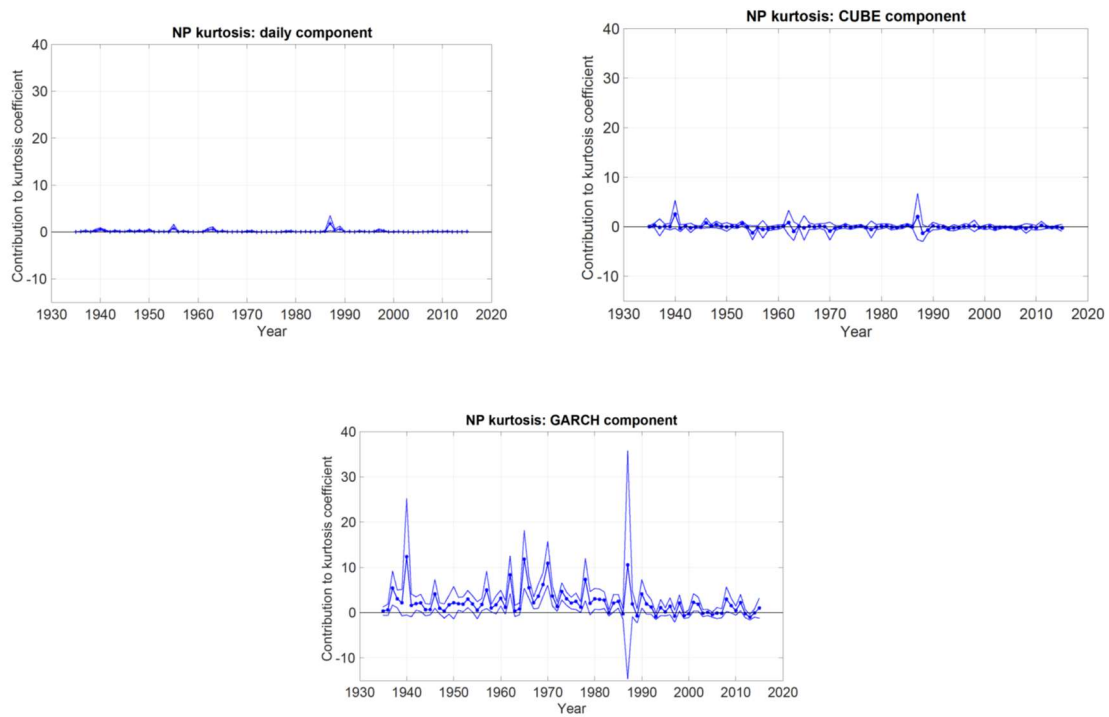 NP kurtosis: daily component
Contribution to kurtosis coefficient
40
30
20
10
0
-10
1930 1940 1950 1960 1970 1980 1990 2000 2010 2020
Year
NP kurtosis: CUBE component
Contribution to kurtosis coefficient
40
30
20
10
0
-10
1930 1940 1950 1960 1970 1980 1990 2000 2010 2020
Year
NP kurtosis: GARCH component
Contribution to kurtosis coefficient
40
30
20
10
0
-10
1930 1940 1950 1960 1970 1980 1990 2000 2010 2020
Year